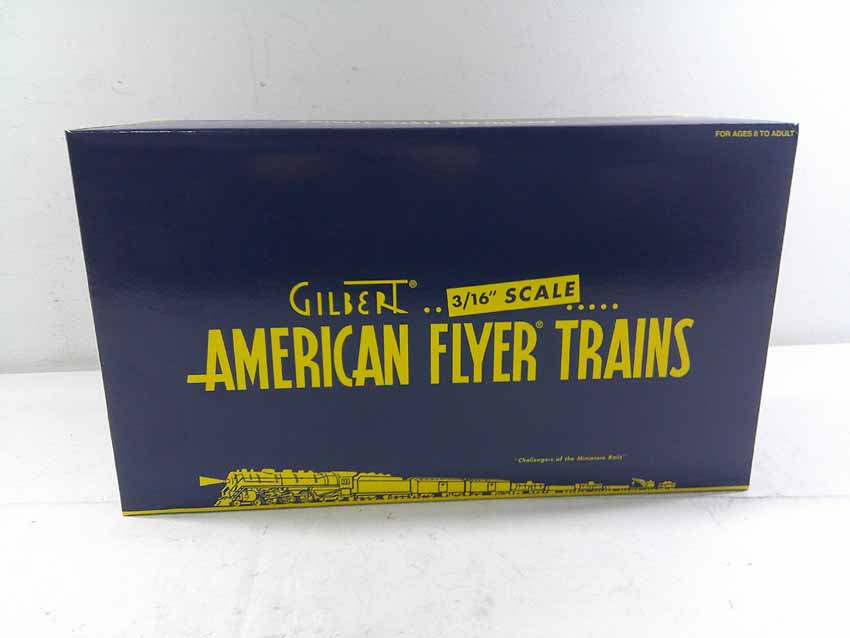 FOR AGES 8 TO ADULT
GILBERT® .. 3/16" SCALE .....
AMERICAN FLYER® TRAINS
"Challengers of the Miniature Rails"